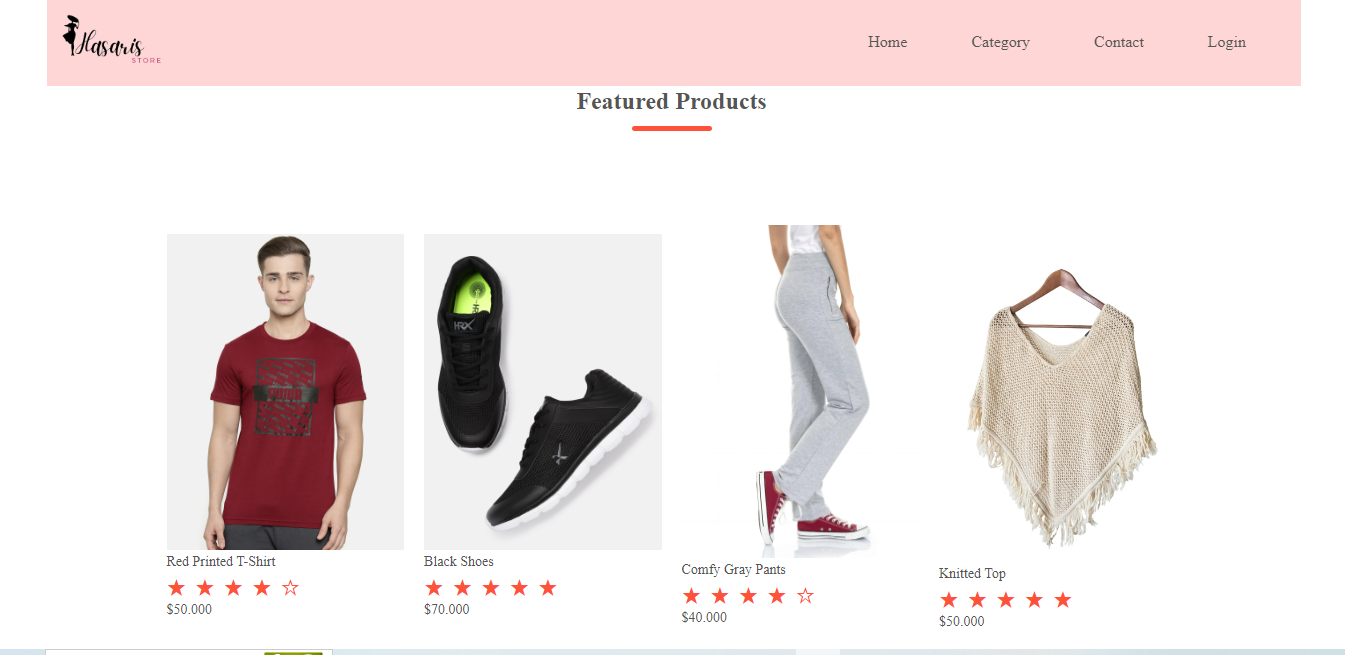 Hasaris
STORE
Home
Category
Contact
Login
Featured Products
HRX
Red Printed T-Shirt
★ ★ ★ ★ ☆
$50.000
Black Shoes
★ ★ ★ ★ ★
$70.000
Comfy Gray Pants
★ ★ ★ ★ ☆
$40.000
Knitted Top
★ ★ ★ ★ ★
$50.000